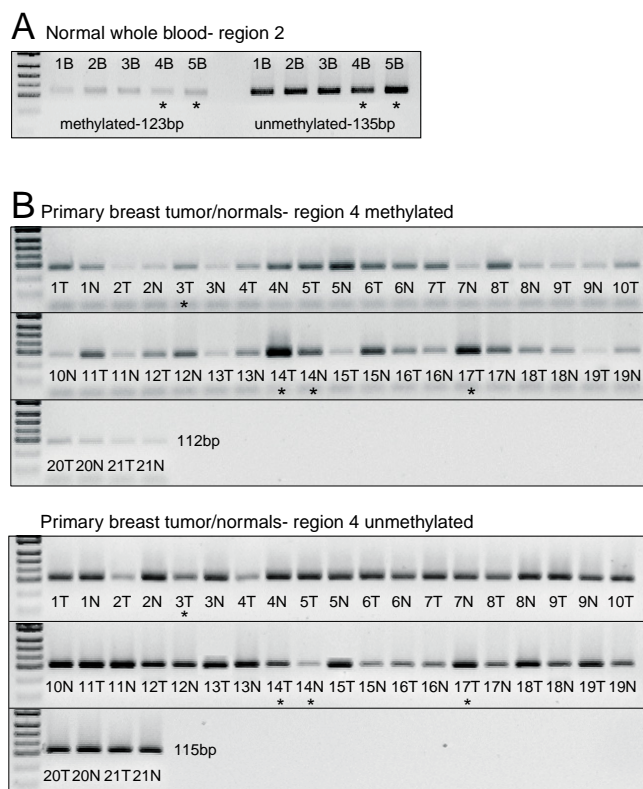 A Normal whole blood- region 2
1B 2B 3B 4B 5B 1B 2B 3B 4B 5B
* * * *
methylated-123bp unmethylated-135bp
B Primary breast tumor/normals- region 4 methylated
1T 1N 2T 2N 3T 3N 4T 4N 5T 5N 6T 6N 7T 7N 8T 8N 9T 9N 10T
*
10N 11T 11N 12T 12N 13T 13N 14T 14N 15T 15N 16T 16N 17T 17N 18T 18N 19T 19N
* * *
112bp
20T 20N 21T 21N
Primary breast tumor/normals- region 4 unmethylated
1T 1N 2T 2N 3T 3N 4T 4N 5T 5N 6T 6N 7T 7N 8T 8N 9T 9N 10T
*
10N 11T 11N 12T 12N 13T 13N 14T 14N 15T 15N 16T 16N 17T 17N 18T 18N 19T 19N
* * *
115bp
20T 20N 21T 21N